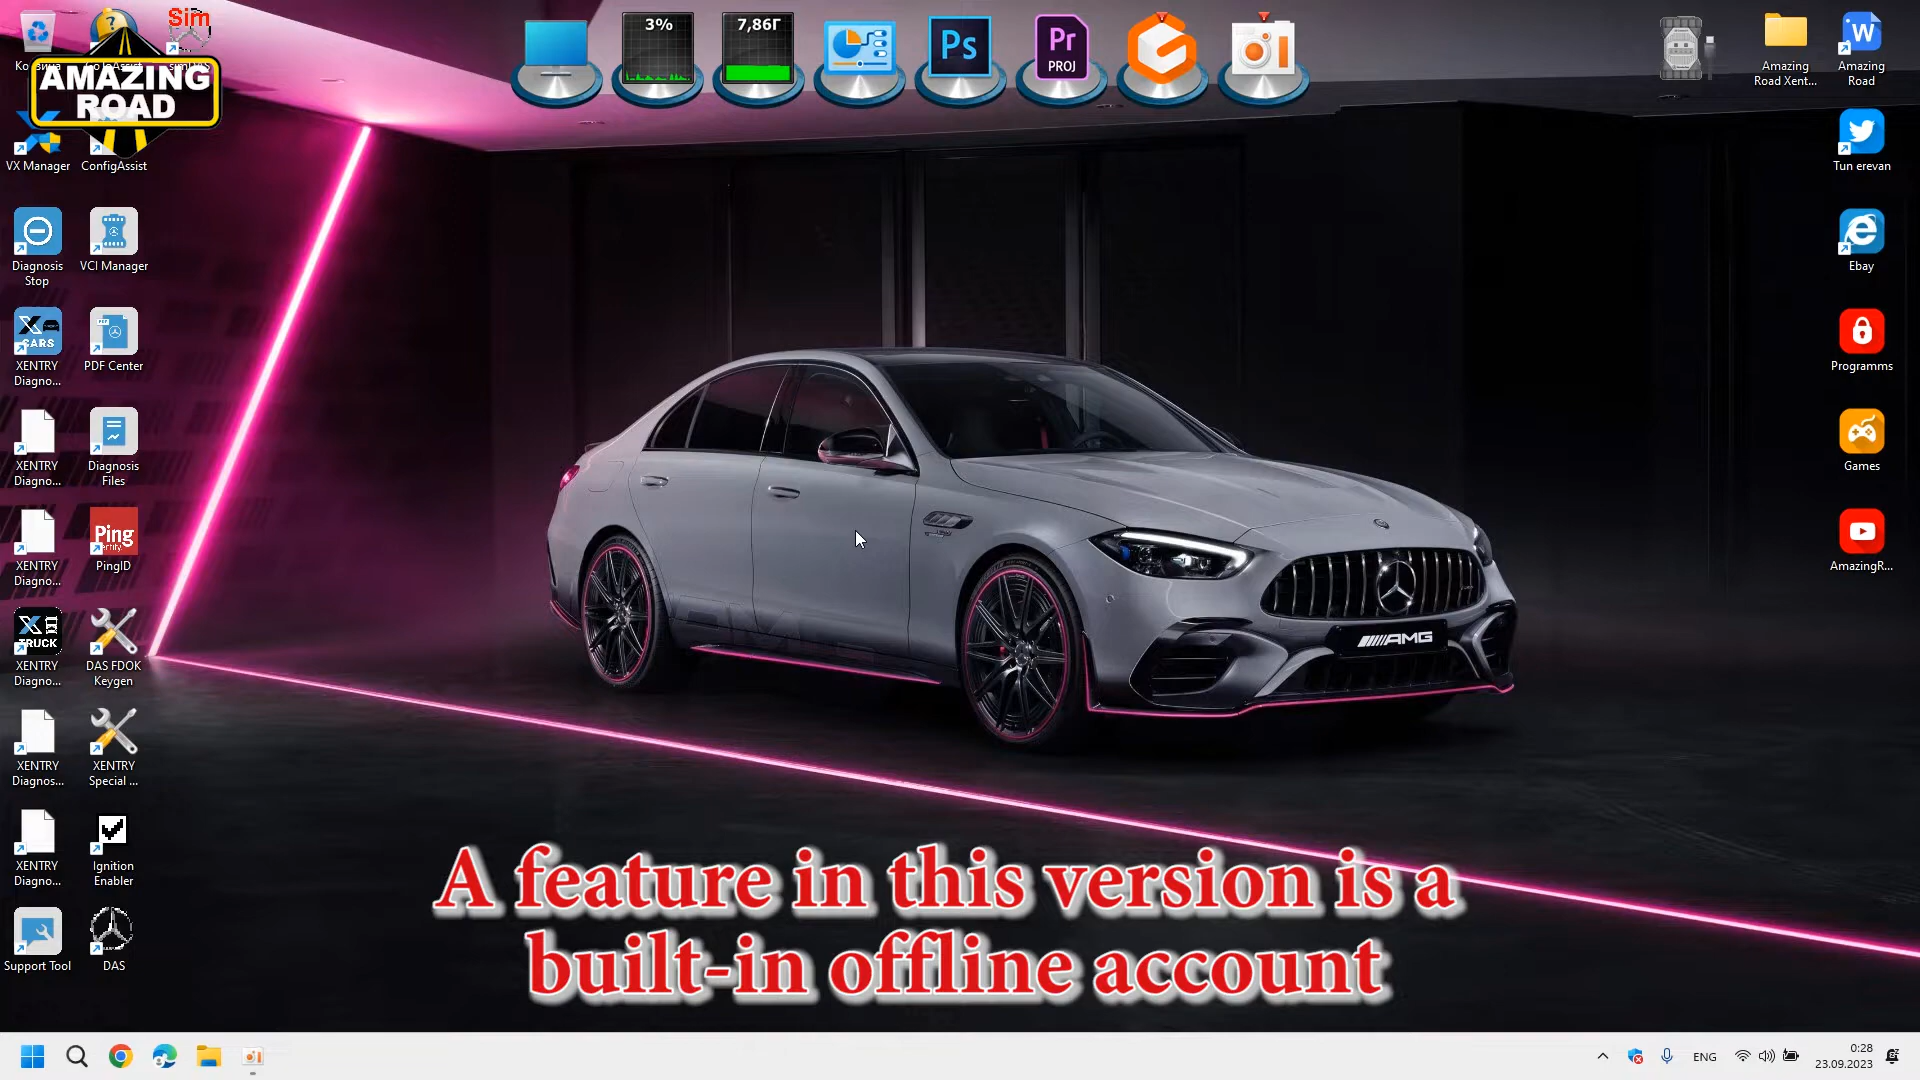 AMAZING
ROAD
Sim
VX Manager
ConfigAssist
Diagnosis
Stop
VCI Manager
X
CARS
XENTRY
Diagno...
PDF
PDF Center
XENTRY
Diagno...
Diagnosis
Files
XENTRY
Diagno...
Ping
PingID
X
TRUCK
XENTRY
Diagno...
DAS FDOK
Keygen
XENTRY
Diagnos...
XENTRY
Special ...
XENTRY
Diagno...
Ignition
Enabler
Support Tool
DAS
3%
7,86Г
Ps
Pr
PROJ
Amazing
Road Xent...
W
Amazing
Road
Tun erevan
Ebay
Programms
Games
AmazingR...
AMG
A feature in this version is a
built-in offline account
ENG
0:28
23.09.2023